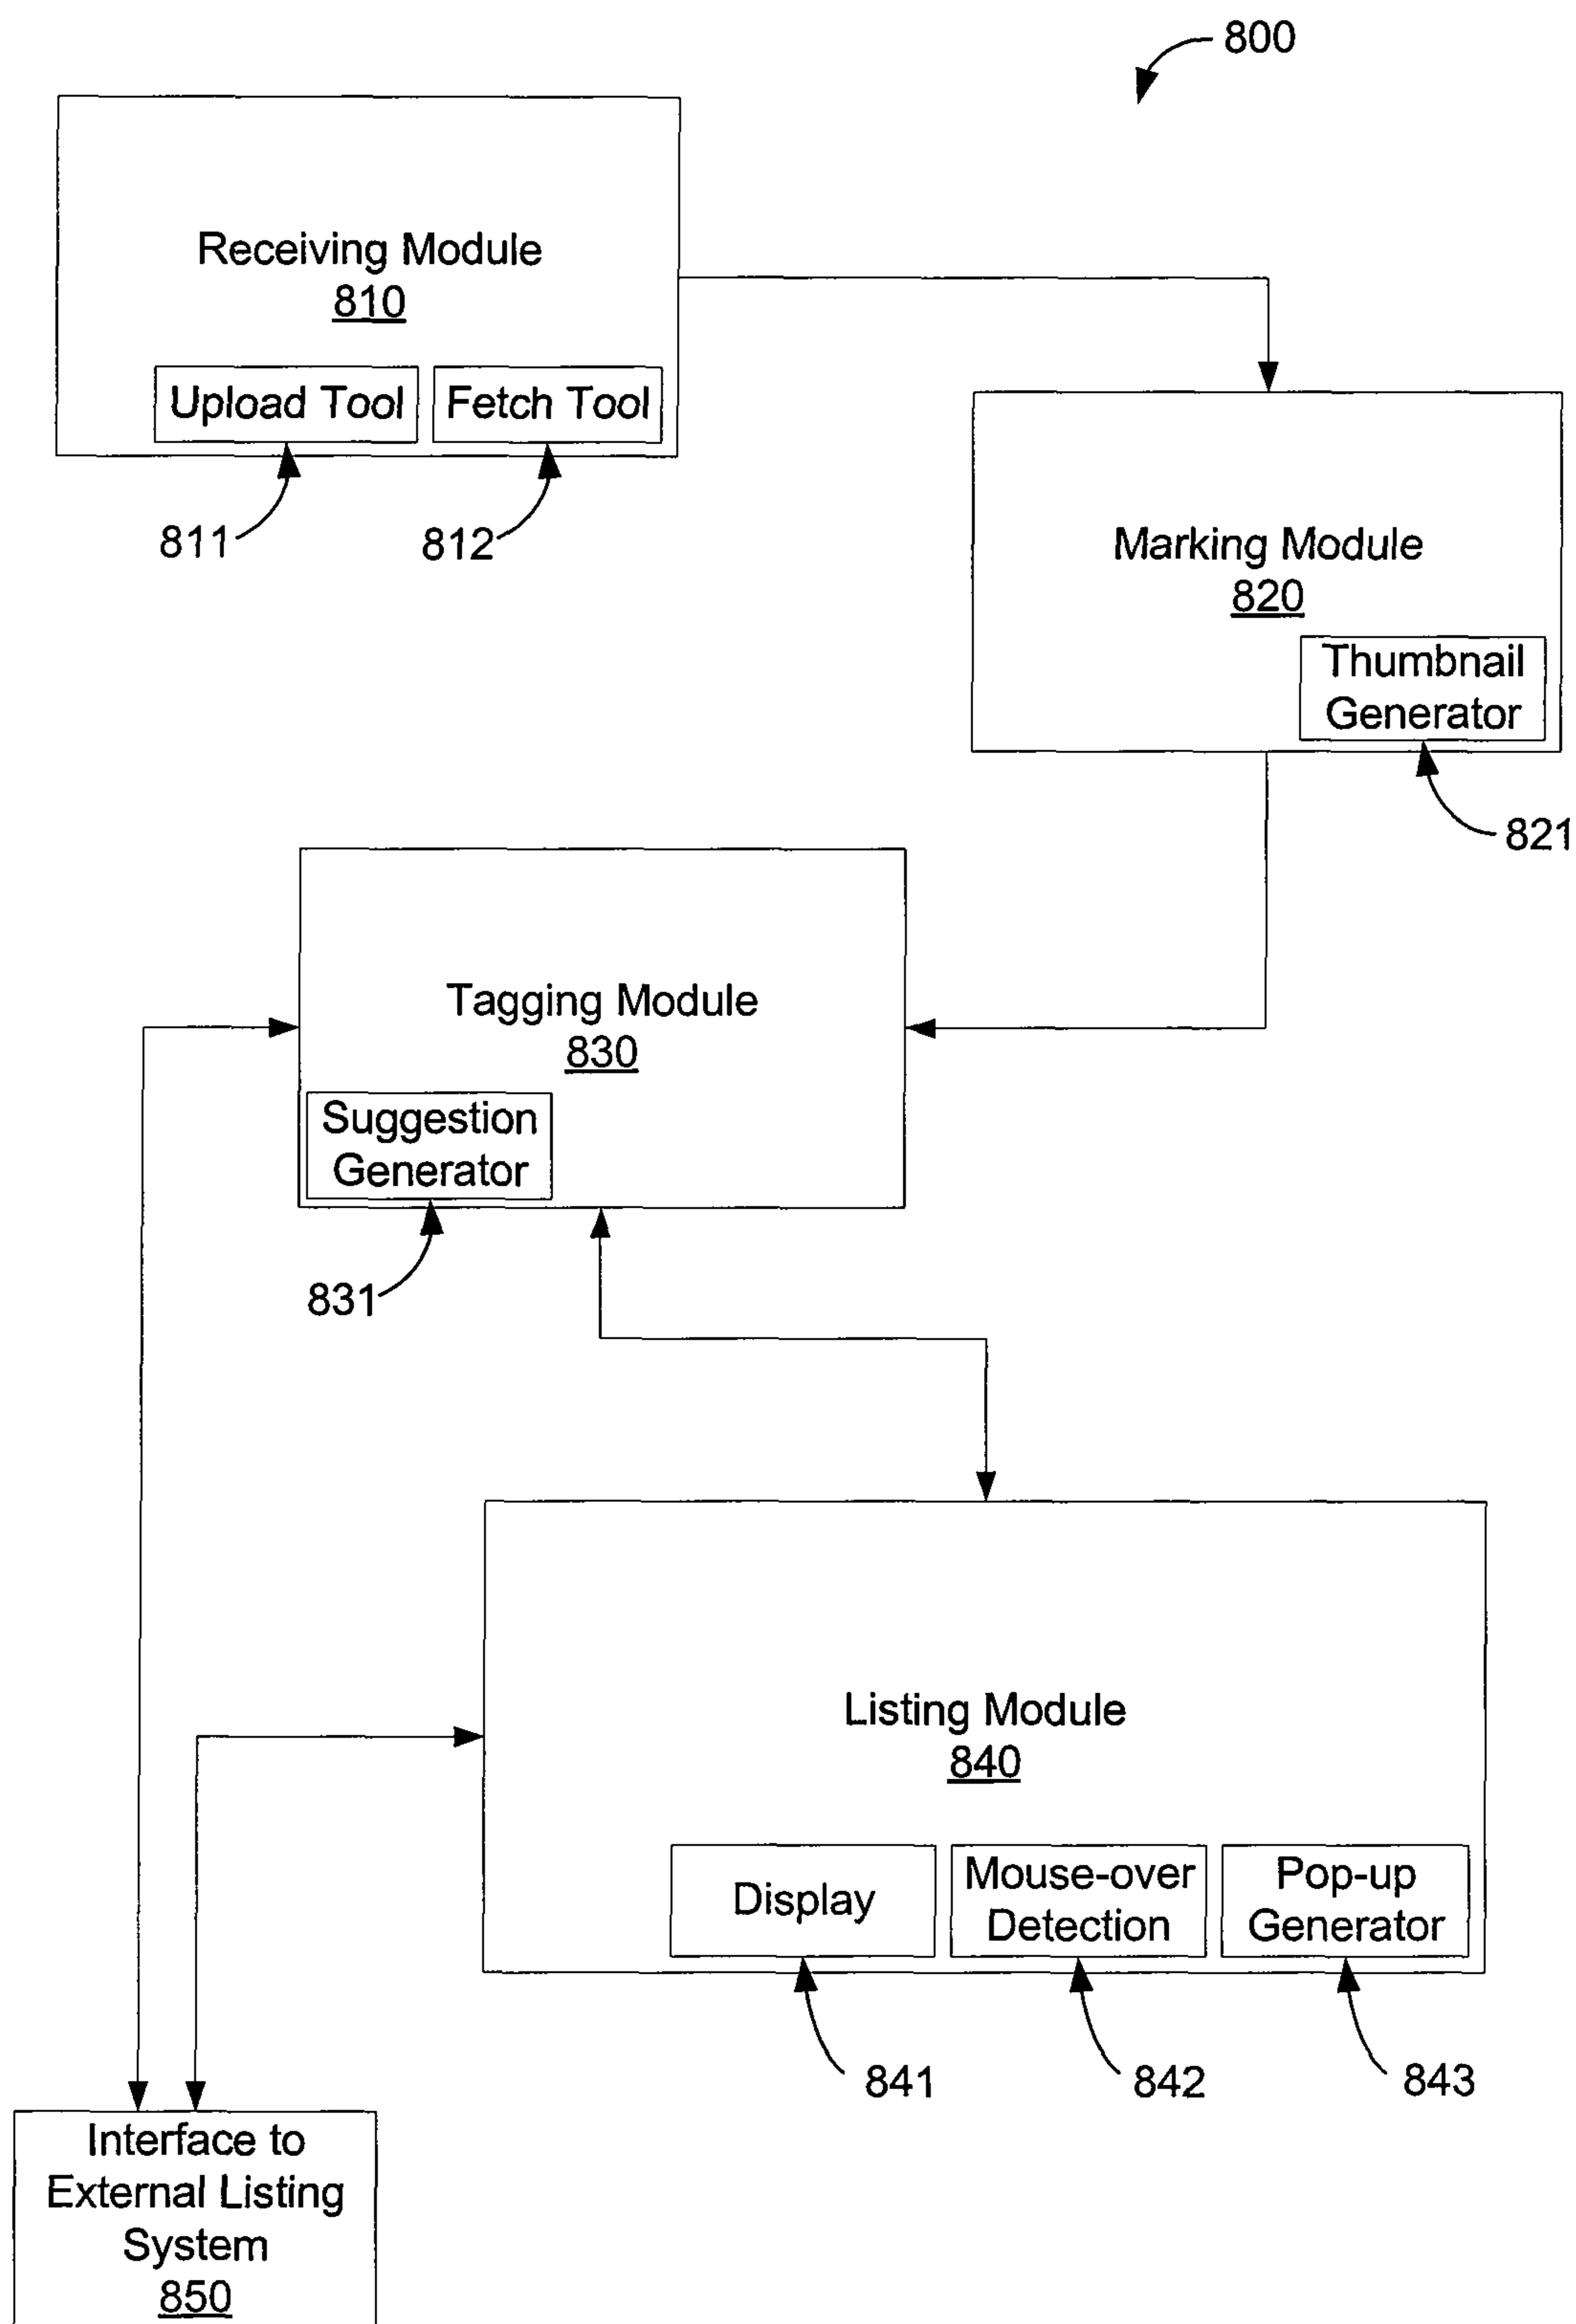 800
Receiving Module
810
Upload Tool
Fetch Tool
811
812
Marking Module
820
Thumbnail
Generator
821
Tagging Module
830
Suggestion
Generator
831
Listing Module
840
Display
Mouse-over
Detection
Pop-up
Generator
841
842
843
Interface to
External Listing
System
850